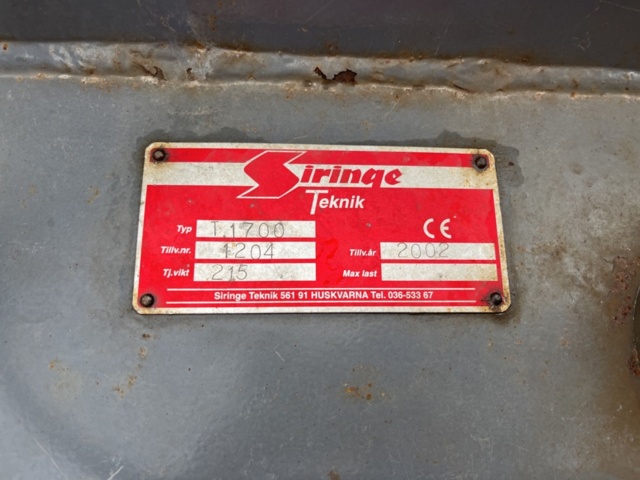 Siringe
Teknik
Typ T.1700 CE
Tillv.nr. 1204 Tillv.år 2002
Tj.vikt 215 Max last
Siringe Teknik 561 91 HUSKVARNA Tel. 036-533 67